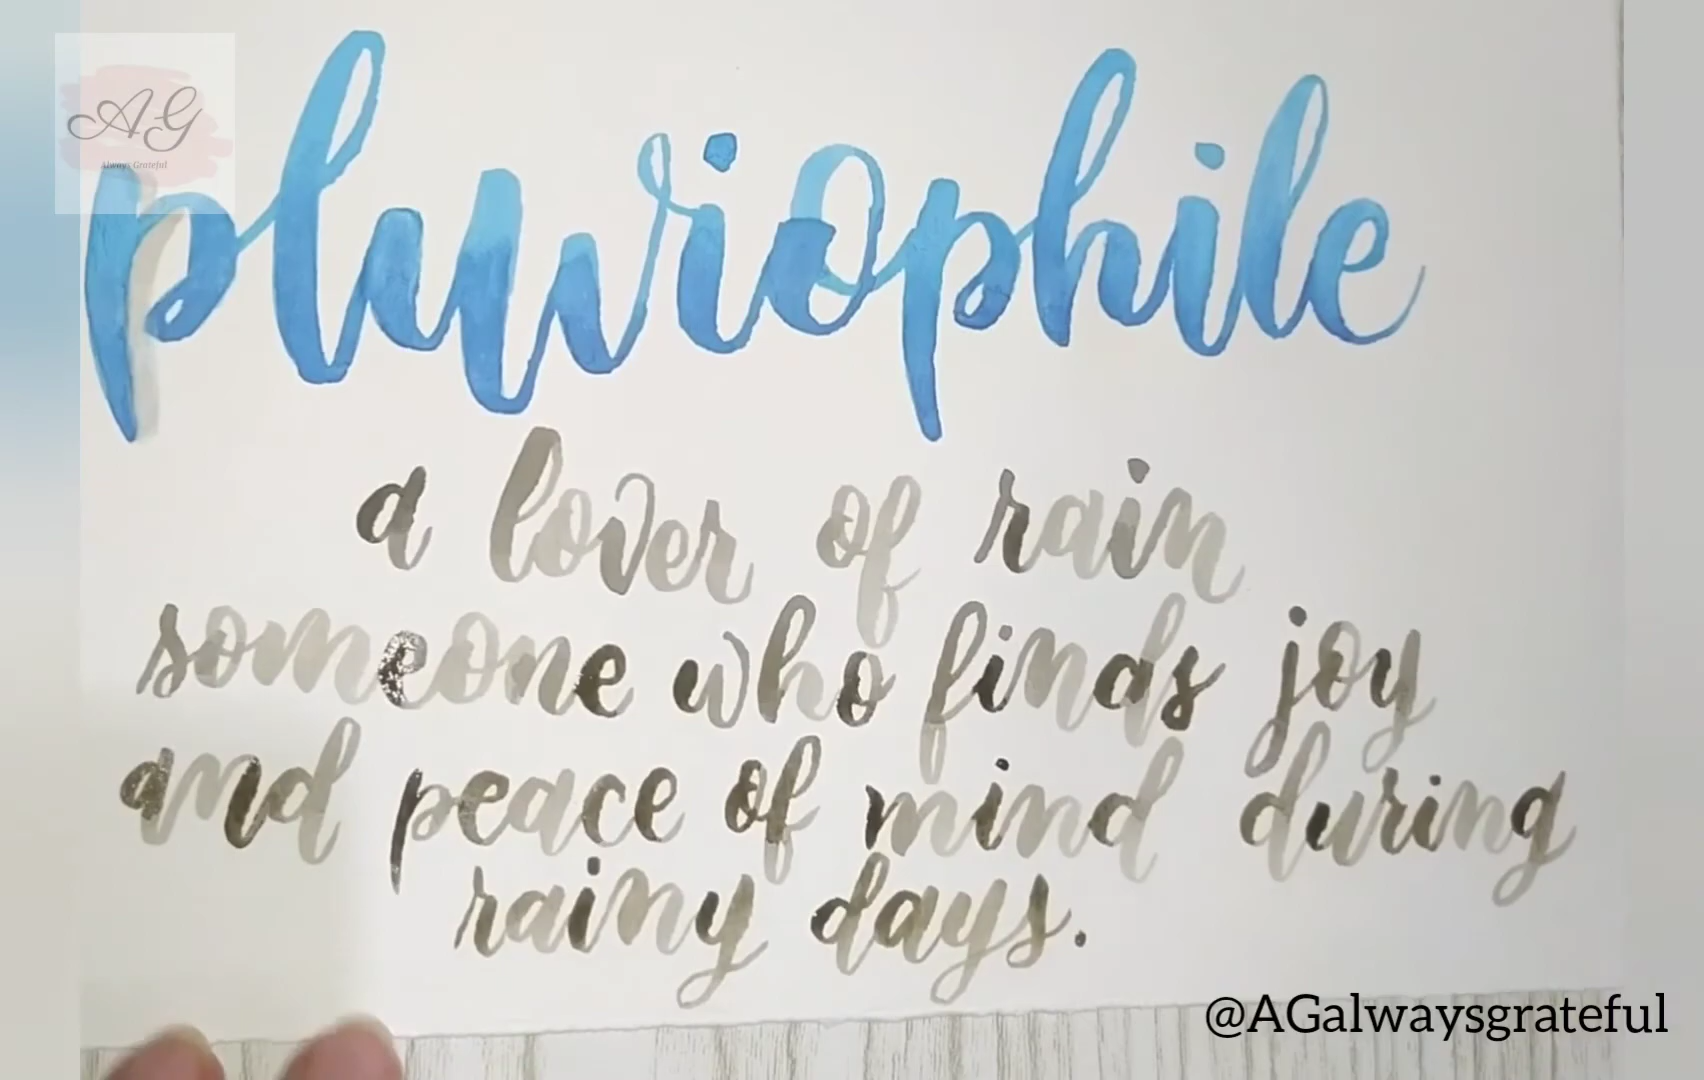 AG
Always Grateful
pluviophile
a lover of rain
someone who finds joy
and peace of mind during
rainy days.
@AGalwaysgrateful